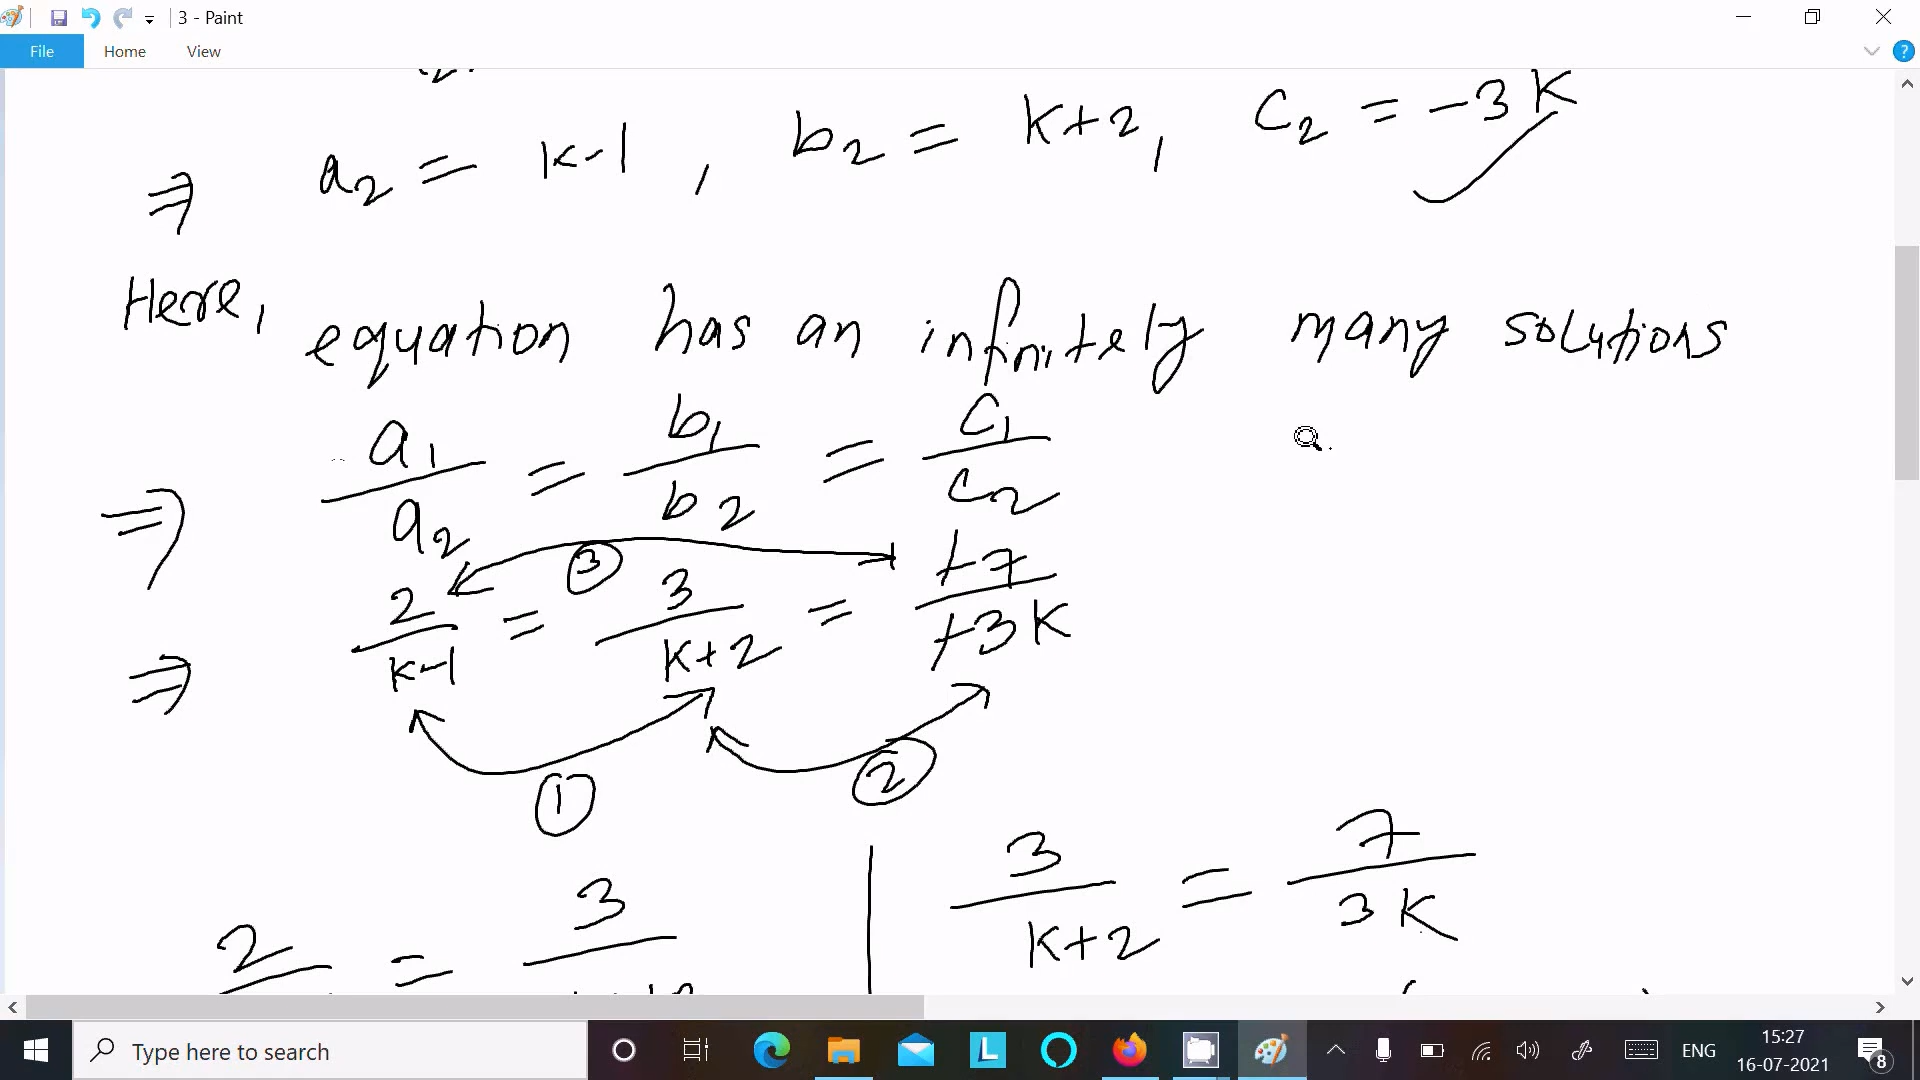 3 - Paint
File Home View
⇒ a₂ = k-1, b₂ = k+2, c₂ = -3k
Here, equation has an infinitely many solutions
⇒ a₁/a₂ = b₁/b₂ = c₁/c₂
③
⇒ 2/(k-1) = 3/(k+2) = +7/+3k
① ②
2 = 3 | 3/(k+2) = 7/3k
Type here to search
ENG
15:27
16-07-2021
8